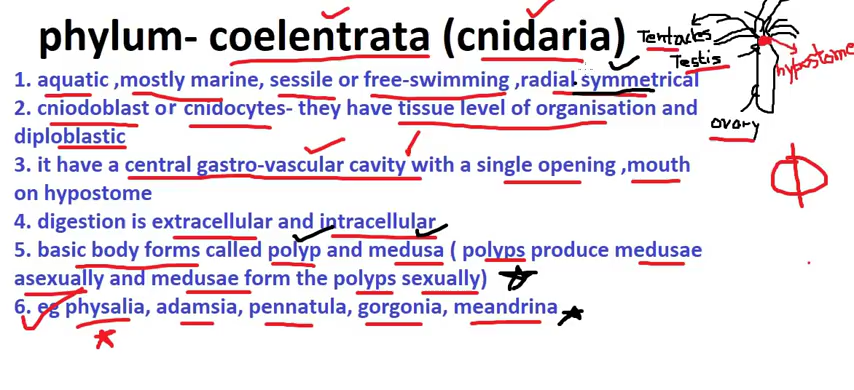 phylum- coelentrata (cnidaria)
Tentacles
Testis
hypostome
ovary
1. aquatic ,mostly marine, sessile or free-swimming ,radial symmetrical
2. cniodoblast or cnidocytes- they have tissue level of organisation and
diploblastic
3. it have a central gastro-vascular cavity with a single opening ,mouth
on hypostome
4. digestion is extracellular and intracellular
5. basic body forms called polyp and medusa ( polyps produce medusae
asexually and medusae form the polyps sexually)
6. eg physalia, adamsia, pennatula, gorgonia, meandrina